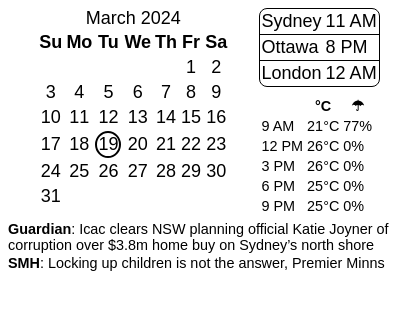 March 2024
Su Mo Tu We Th Fr Sa
1 2
3 4 5 6 7 8 9
10 11 12 13 14 15 16
17 18 19 20 21 22 23
24 25 26 27 28 29 30
31
Sydney 11 AM
Ottawa 8 PM
London 12 AM
°C ☂
9 AM 21°C 77%
12 PM 26°C 0%
3 PM 26°C 0%
6 PM 25°C 0%
9 PM 25°C 0%
Guardian: Icac clears NSW planning official Katie Joyner of
corruption over $3.8m home buy on Sydney’s north shore
SMH: Locking up children is not the answer, Premier Minns